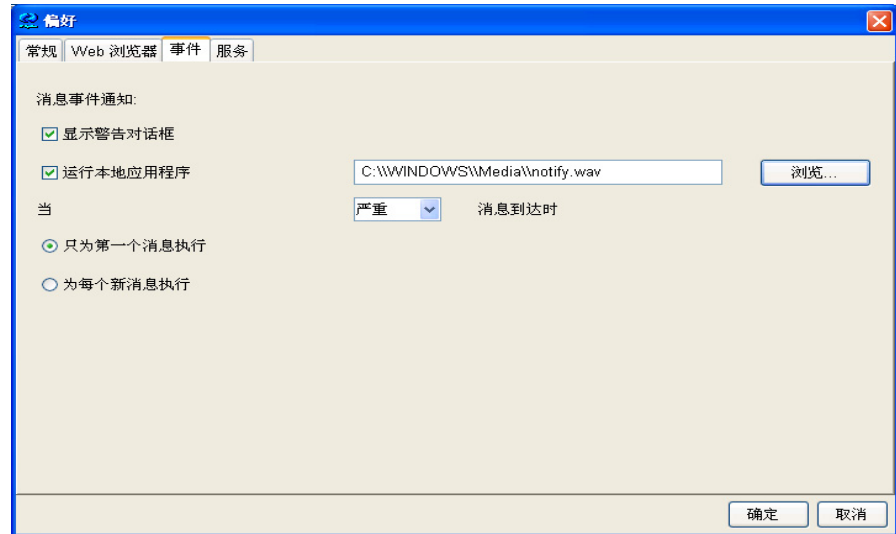 偏好
常规 Web 浏览器 事件 服务
消息事件通知:
显示警告对话框
运行本地应用程序 C:\\WINDOWS\\Media\\notify.wav 浏览...
当 严重 消息到达时
只为第一个消息执行
为每个新消息执行
确定 取消